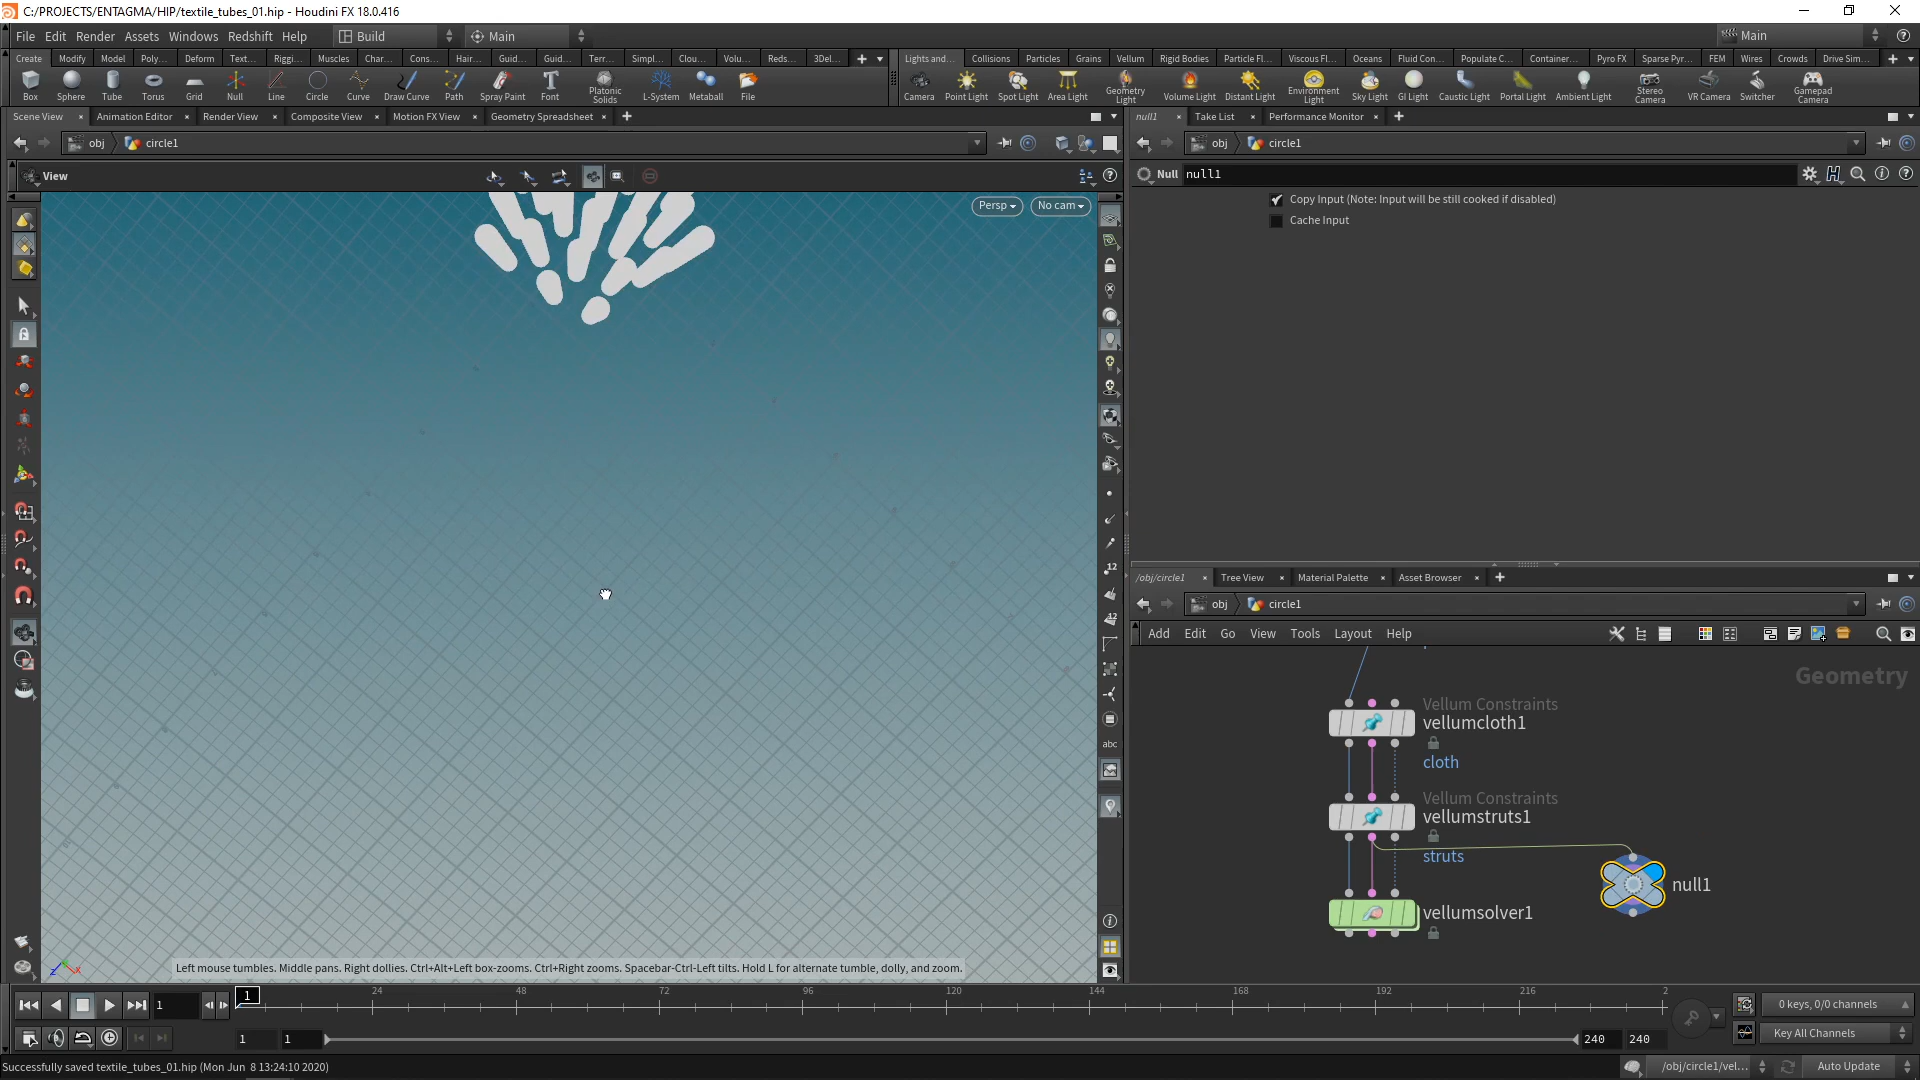 C:/PROJECTS/ENTAGMA/HIP/textile_tubes_01.hip - Houdini FX 18.0.416
File Edit Render Assets Windows Redshift Help Build Main Main
Create Modify Model Poly... Deform Text... Riggi... Muscles Char... Cons... Hair... Guid... Guid... Terr... Simpl... Clou... Volu... Reds... 3Del...
Lights and... Collisions Particles Grains Vellum Rigid Bodies Particle Fl... Viscous Fl... Oceans Fluid Con... Populate C... Container... Pyro FX Sparse Pyr... FEM Wires Crowds Drive Sim...
Box Sphere Tube Torus Grid Null Line Circle Curve Draw Curve Path Spray Paint Font Platonic Solids L-System Metaball File
Camera Point Light Spot Light Area Light Geometry Light Volume Light Distant Light Environment Light Sky Light GI Light Caustic Light Portal Light Ambient Light Stereo Camera VR Camera Switcher Gamepad Camera
Scene View Animation Editor Render View Composite View Motion FX View Geometry Spreadsheet
null1 Take List Performance Monitor
obj circle1
obj circle1
View
Null null1
Persp No cam
Copy Input (Note: Input will be still cooked if disabled)
Cache Input
12
12
abc
/obj/circle1 Tree View Material Palette Asset Browser
obj circle1
Add Edit Go View Tools Layout Help
Geometry
Vellum Constraints
vellumcloth1
cloth
Vellum Constraints
vellumstruts1
struts
null1
vellumsolver1
z x
Left mouse tumbles. Middle pans. Right dollies. Ctrl+Alt+Left box-zooms. Ctrl+Right zooms. Spacebar-Ctrl-Left tilts. Hold L for alternate tumble, dolly, and zoom.
1 1 24 48 72 96 120 144 168 192 216 2
0 keys, 0/0 channels
1 1 240 240 Key All Channels
Successfully saved textile_tubes_01.hip (Mon Jun 8 13:24:10 2020)
/obj/circle1/vel... Auto Update